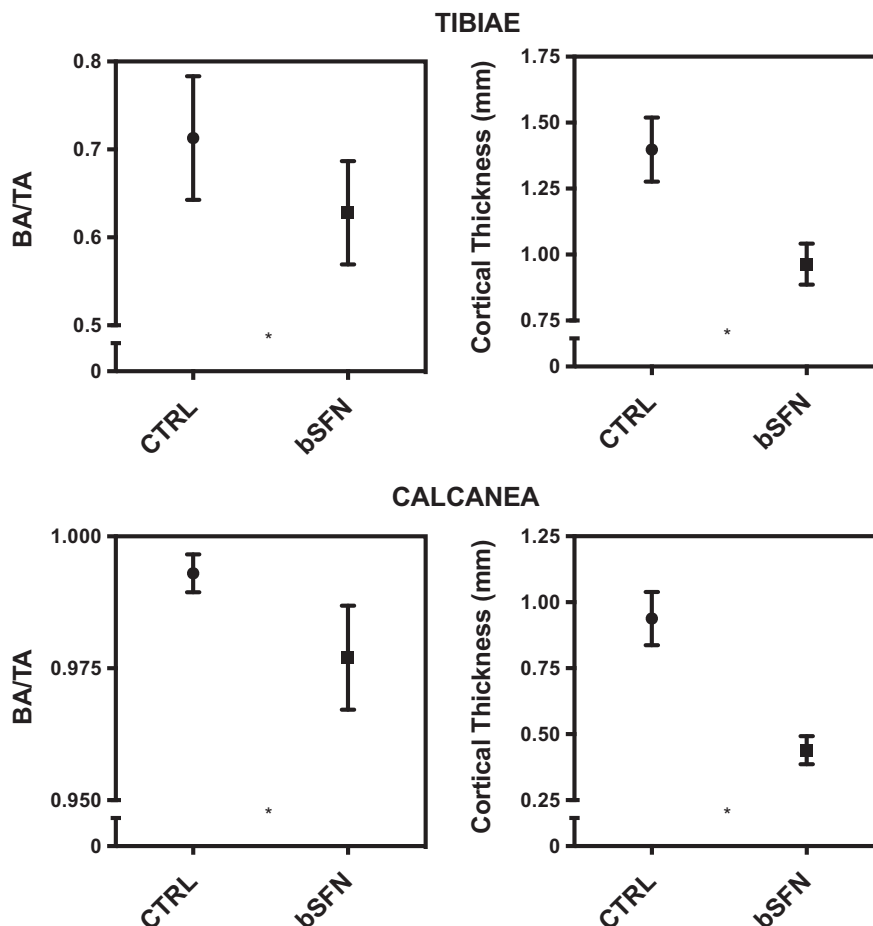 TIBIAE
BA/TA
0.8
0.7
0.6
0.5
0
*
CTRL
bSFN
Cortical Thickness (mm)
1.75
1.50
1.25
1.00
0.75
0
*
CTRL
bSFN
CALCANEA
BA/TA
1.000
0.975
0.950
0
*
CTRL
bSFN
Cortical Thickness (mm)
1.25
1.00
0.75
0.50
0.25
0
*
CTRL
bSFN